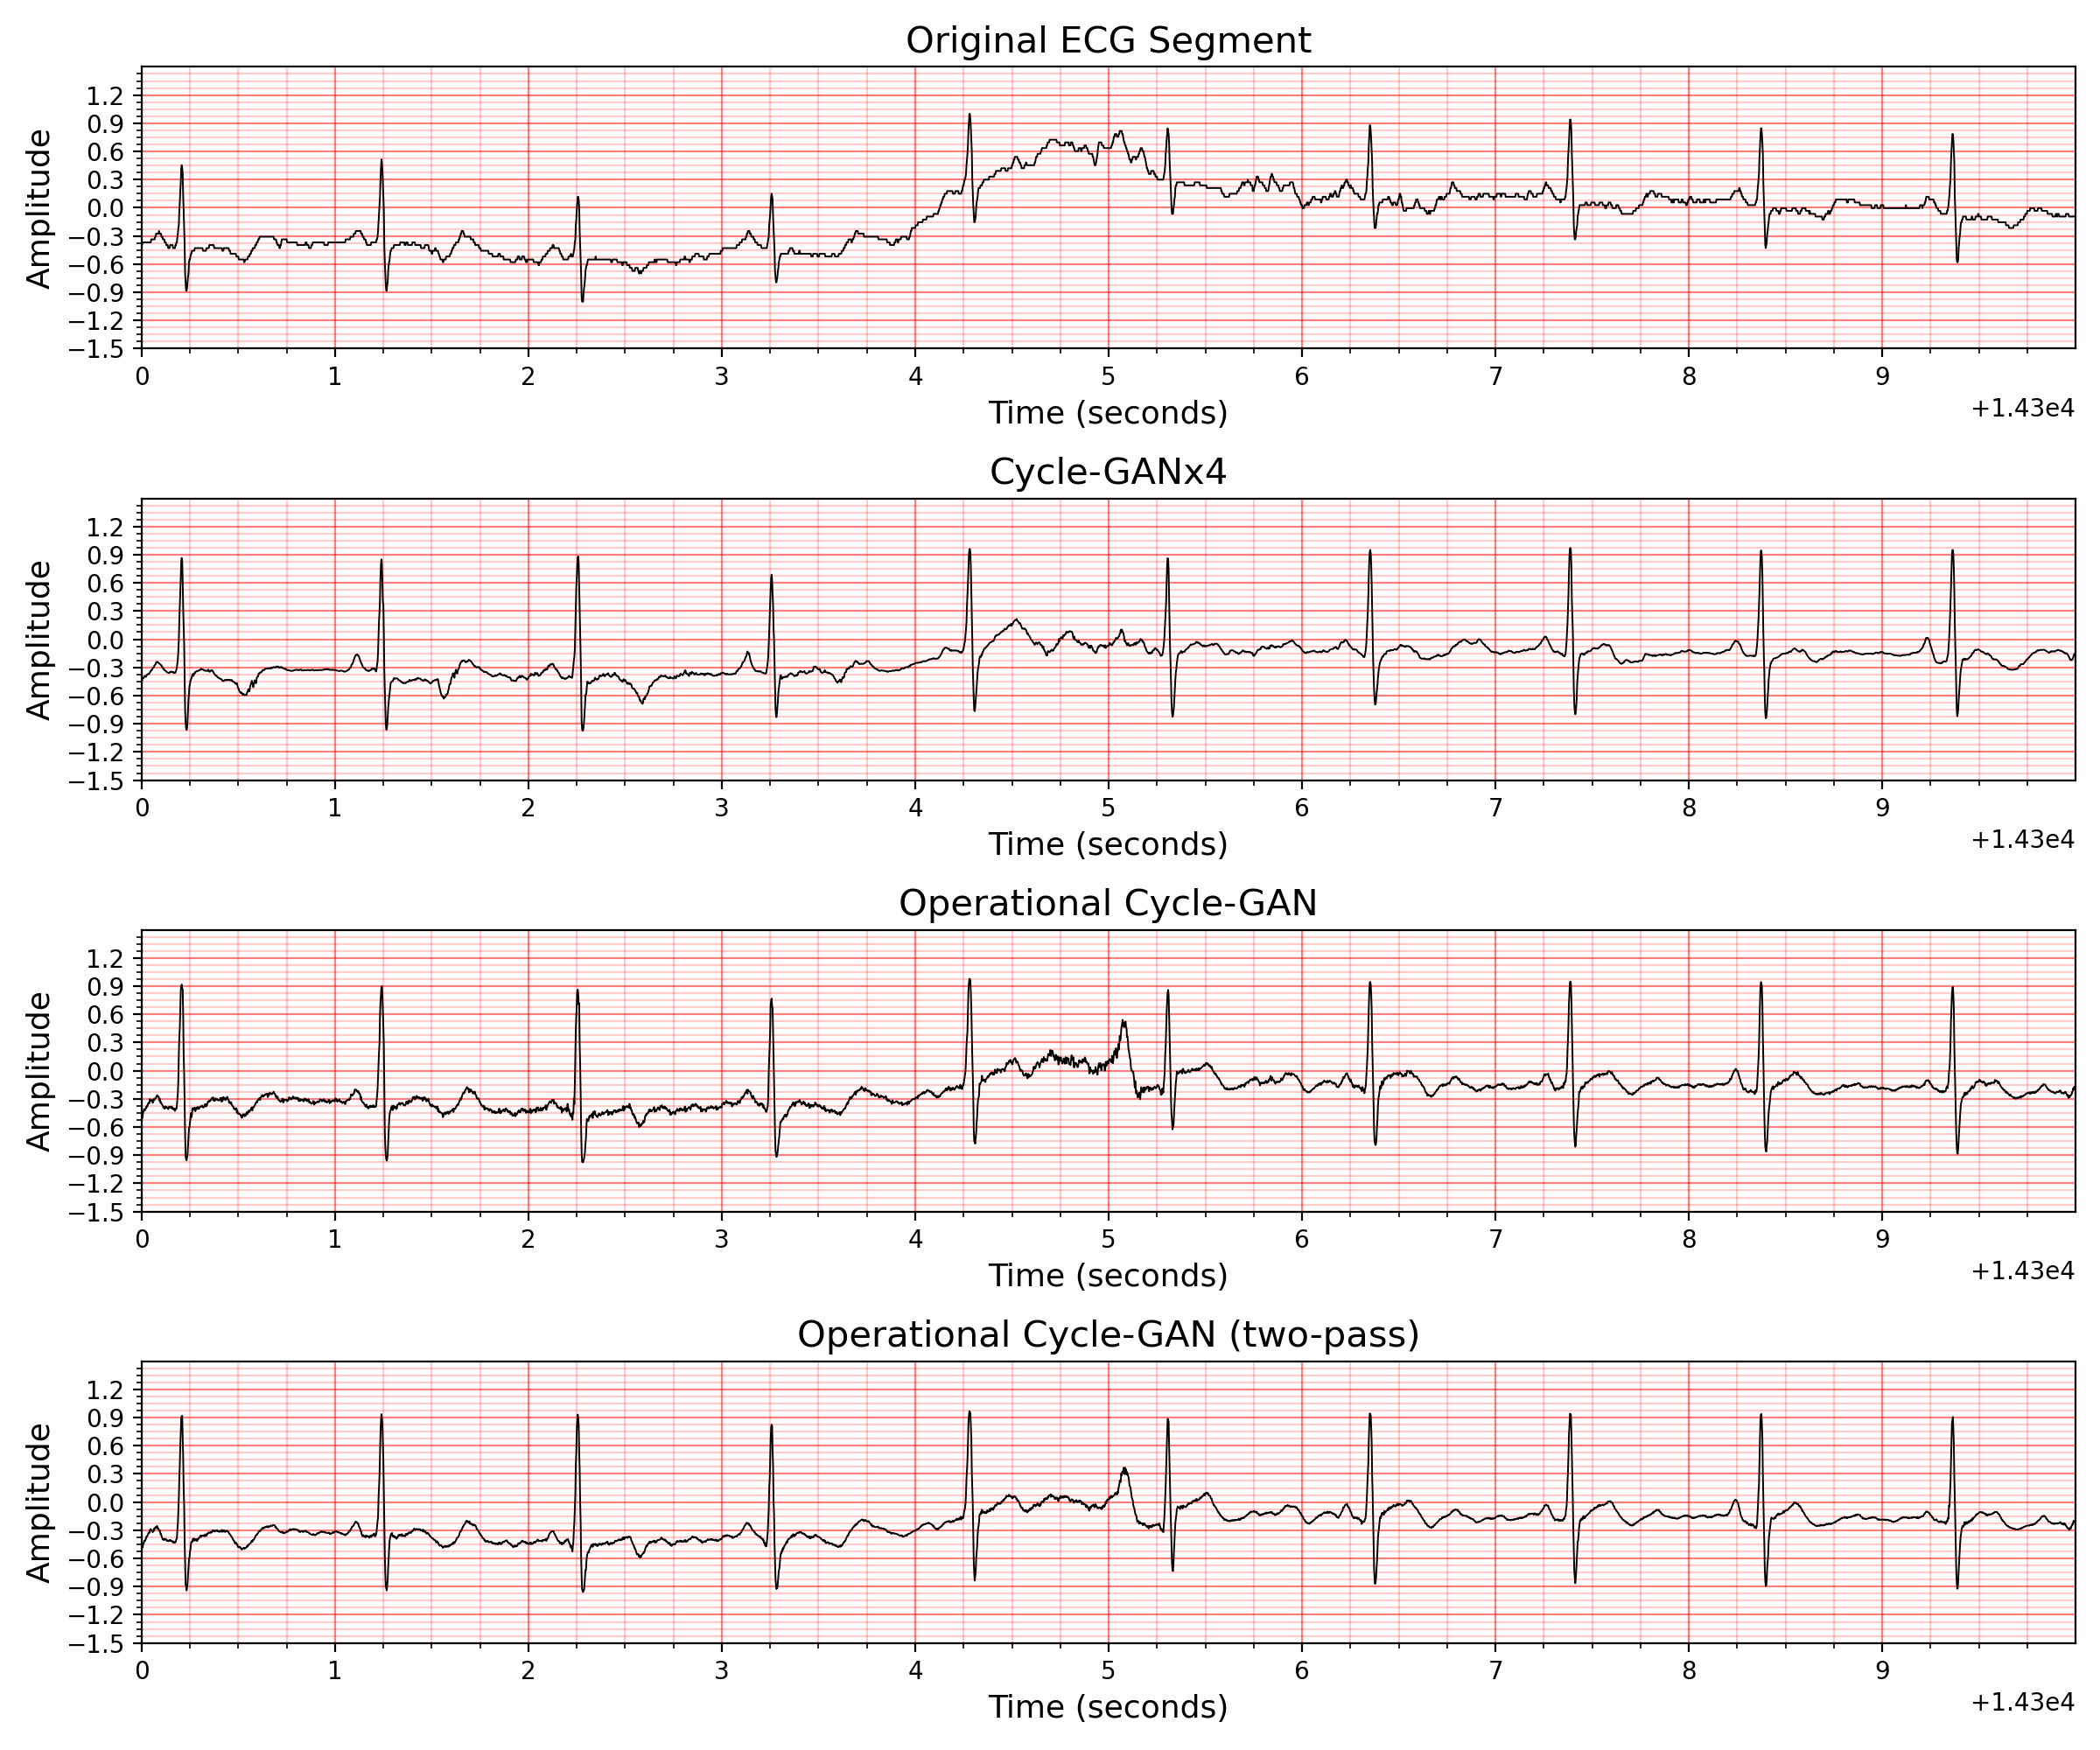 Original ECG Segment
Amplitude
1.2
0.9
0.6
0.3
0.0
−0.3
−0.6
−0.9
−1.2
−1.5
0 1 2 3 4 5 6 7 8 9
Time (seconds)
+1.43e4
Cycle-GANx4
Amplitude
1.2
0.9
0.6
0.3
0.0
−0.3
−0.6
−0.9
−1.2
−1.5
0 1 2 3 4 5 6 7 8 9
Time (seconds)
+1.43e4
Operational Cycle-GAN
Amplitude
1.2
0.9
0.6
0.3
0.0
−0.3
−0.6
−0.9
−1.2
−1.5
0 1 2 3 4 5 6 7 8 9
Time (seconds)
+1.43e4
Operational Cycle-GAN (two-pass)
Amplitude
1.2
0.9
0.6
0.3
0.0
−0.3
−0.6
−0.9
−1.2
−1.5
0 1 2 3 4 5 6 7 8 9
Time (seconds)
+1.43e4